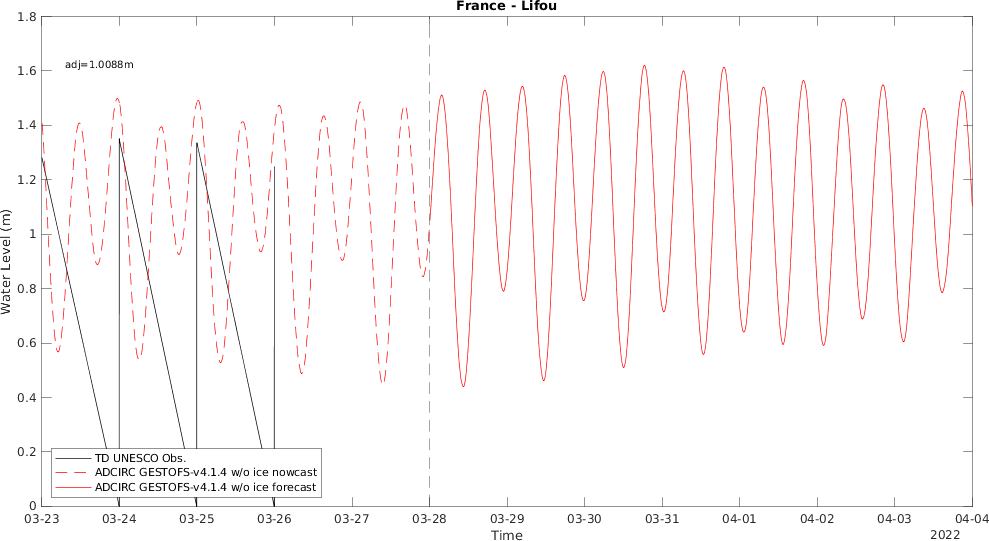 France - Lifou
1.8
1.6
1.4
1.2
1
0.8
0.6
0.4
0.2
0
Water Level (m)
adj=1.0088m
TD UNESCO Obs.
ADCIRC GESTOFS-v4.1.4 w/o ice nowcast
ADCIRC GESTOFS-v4.1.4 w/o ice forecast
03-23 03-24 03-25 03-26 03-27 03-28 03-29 03-30 03-31 04-01 04-02 04-03 04-04
Time
2022